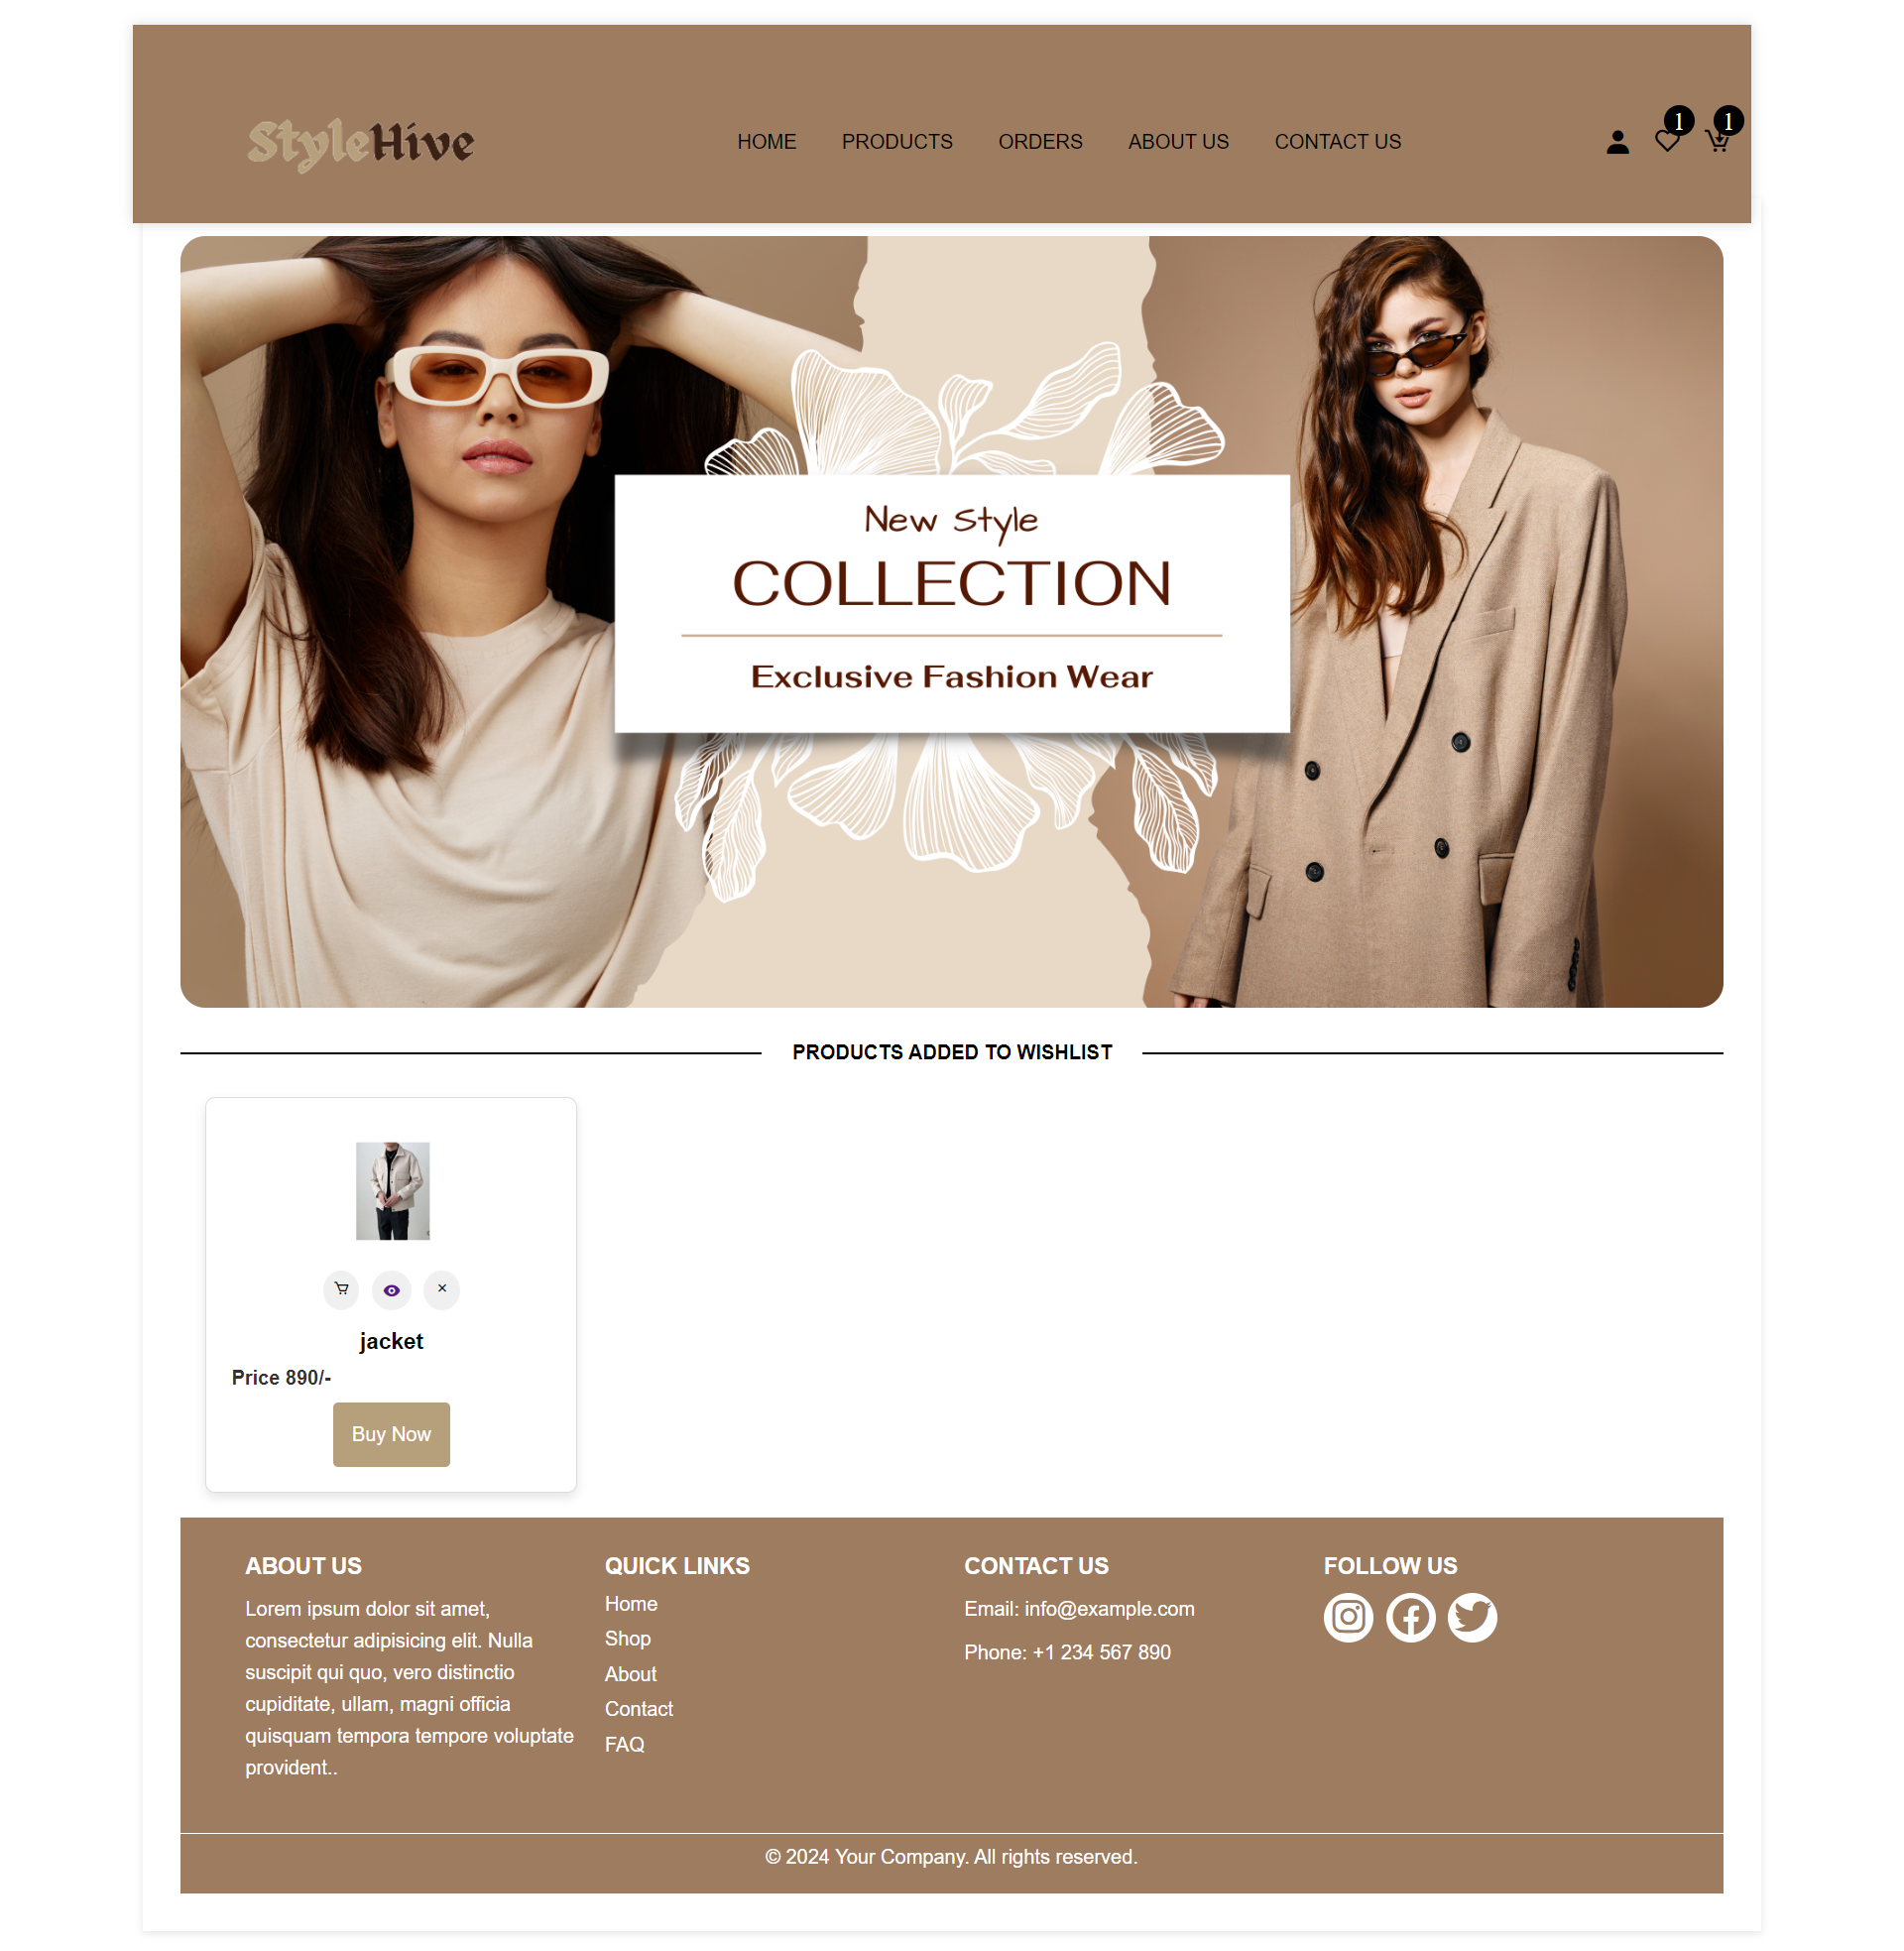 StyleHive
HOME PRODUCTS ORDERS ABOUT US CONTACT US
1 1
New Style
COLLECTION
Exclusive Fashion Wear
PRODUCTS ADDED TO WISHLIST
jacket
Price 890/-
Buy Now
ABOUT US
Lorem ipsum dolor sit amet,
consectetur adipisicing elit. Nulla
suscipit qui quo, vero distinctio
cupiditate, ullam, magni officia
quisquam tempora tempore voluptate
provident..
QUICK LINKS
Home
Shop
About
Contact
FAQ
CONTACT US
Email: info@example.com
Phone: +1 234 567 890
FOLLOW US
© 2024 Your Company. All rights reserved.